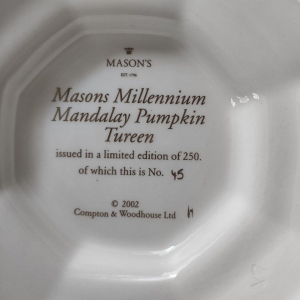 MASON'S
EST. 1796
Masons Millennium
Mandalay Pumpkin
Tureen
issued in a limited edition of 250.
of which this is No. 45
© 2002
Compton & Woodhouse Ltd